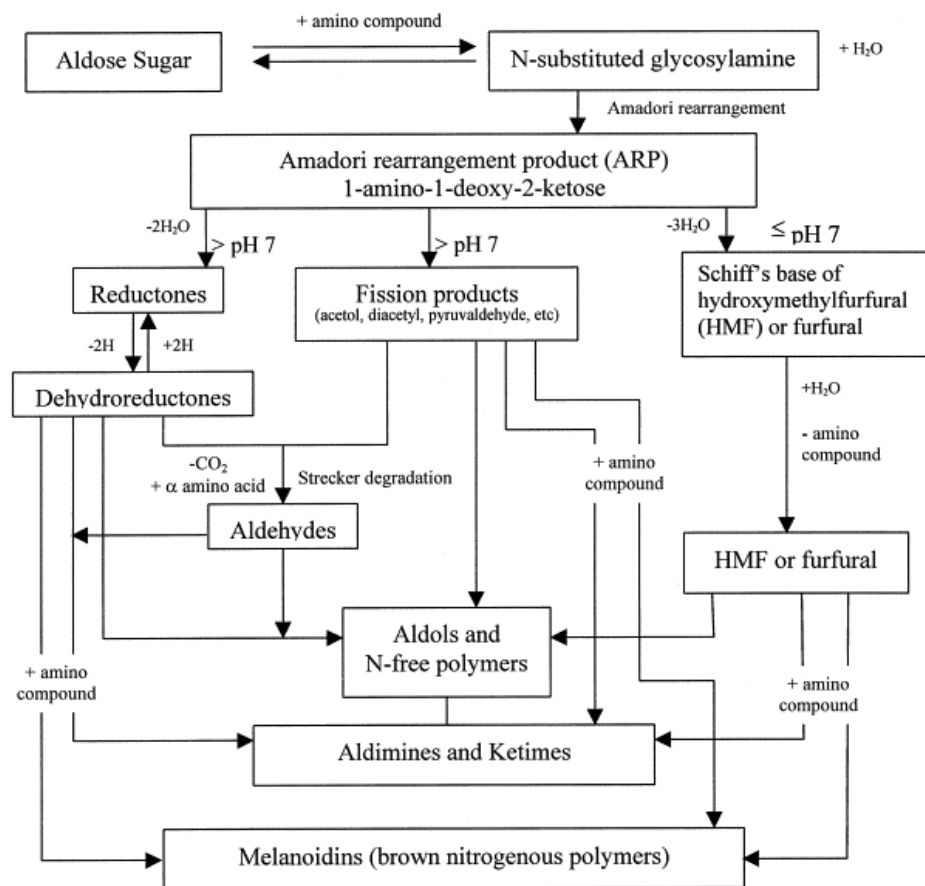 + amino compound
Aldose Sugar
N-substituted glycosylamine
+ H₂O
Amadori rearrangement
Amadori rearrangement product (ARP)
1-amino-1-deoxy-2-ketose
-2H₂O
> pH 7
> pH 7
-3H₂O
≤ pH 7
Reductones
Fission products
(acetol, diacetyl, pyruvaldehyde, etc)
Schiff's base of
hydroxymethylfurfural
(HMF) or furfural
-2H
+2H
Dehydroreductones
+H₂O
- amino
compound
-CO₂
+ α amino acid
Strecker degradation
+ amino
compound
Aldehydes
HMF or furfural
Aldols and
N-free polymers
+ amino
compound
+ amino
compound
Aldimines and Ketimes
Melanoidins (brown nitrogenous polymers)